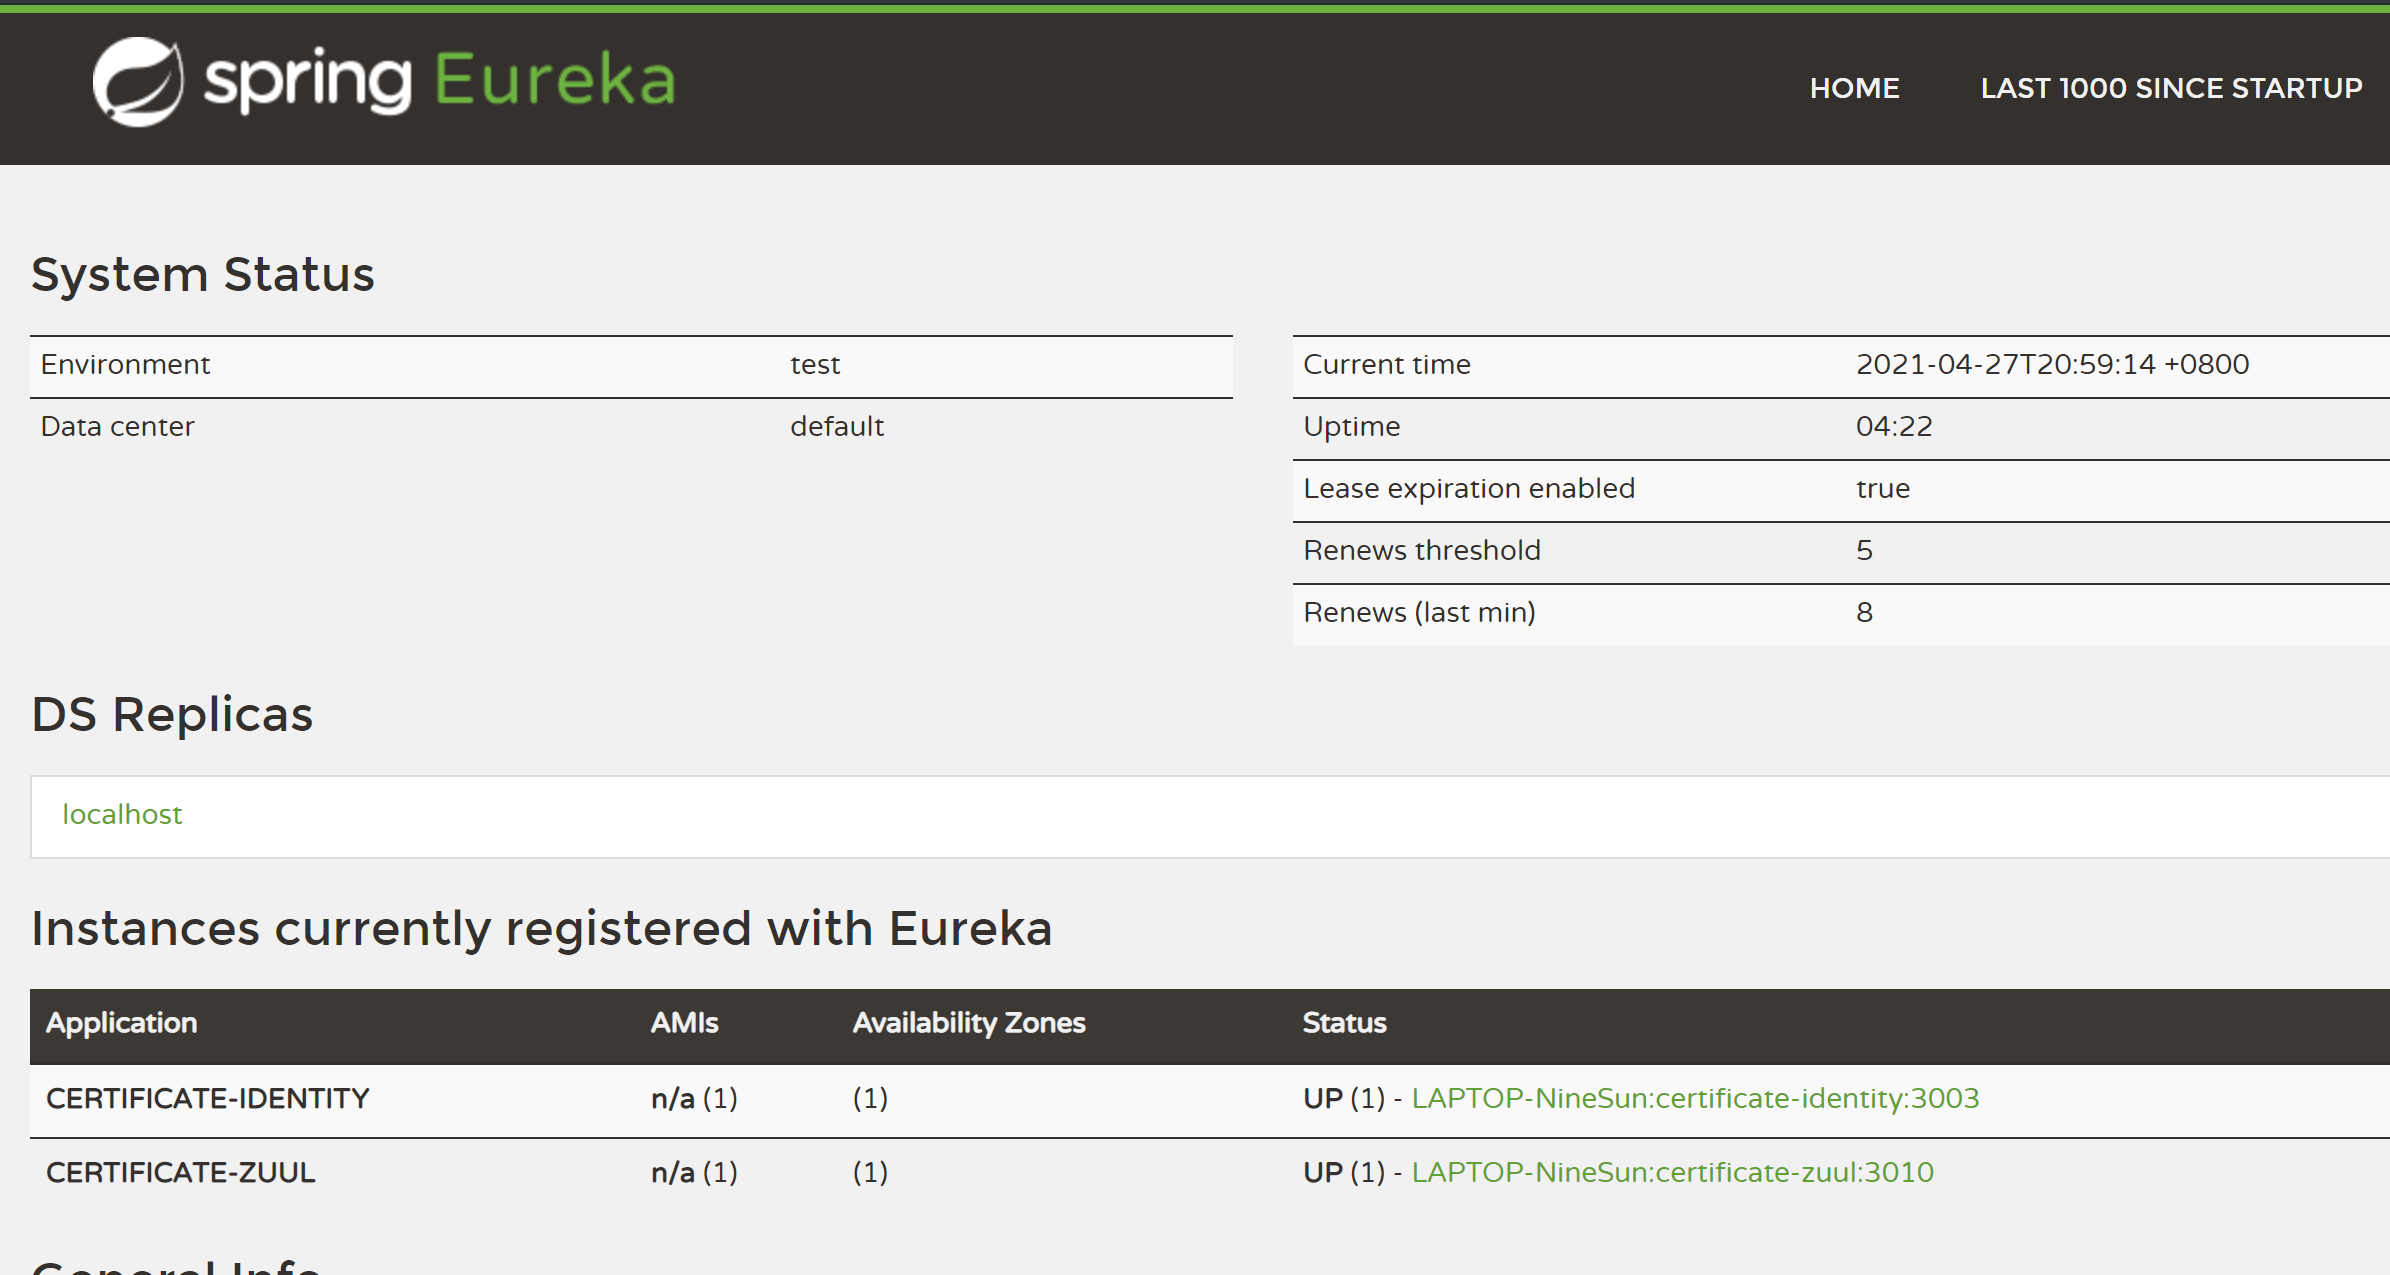 spring Eureka
HOME LAST 1000 SINCE STARTUP
System Status
Environment test
Data center default
Current time 2021-04-27T20:59:14 +0800
Uptime 04:22
Lease expiration enabled true
Renews threshold 5
Renews (last min) 8
DS Replicas
localhost
Instances currently registered with Eureka
Application AMIs Availability Zones Status
CERTIFICATE-IDENTITY n/a (1) (1) UP (1) - LAPTOP-NineSun:certificate-identity:3003
CERTIFICATE-ZUUL n/a (1) (1) UP (1) - LAPTOP-NineSun:certificate-zuul:3010
General Info